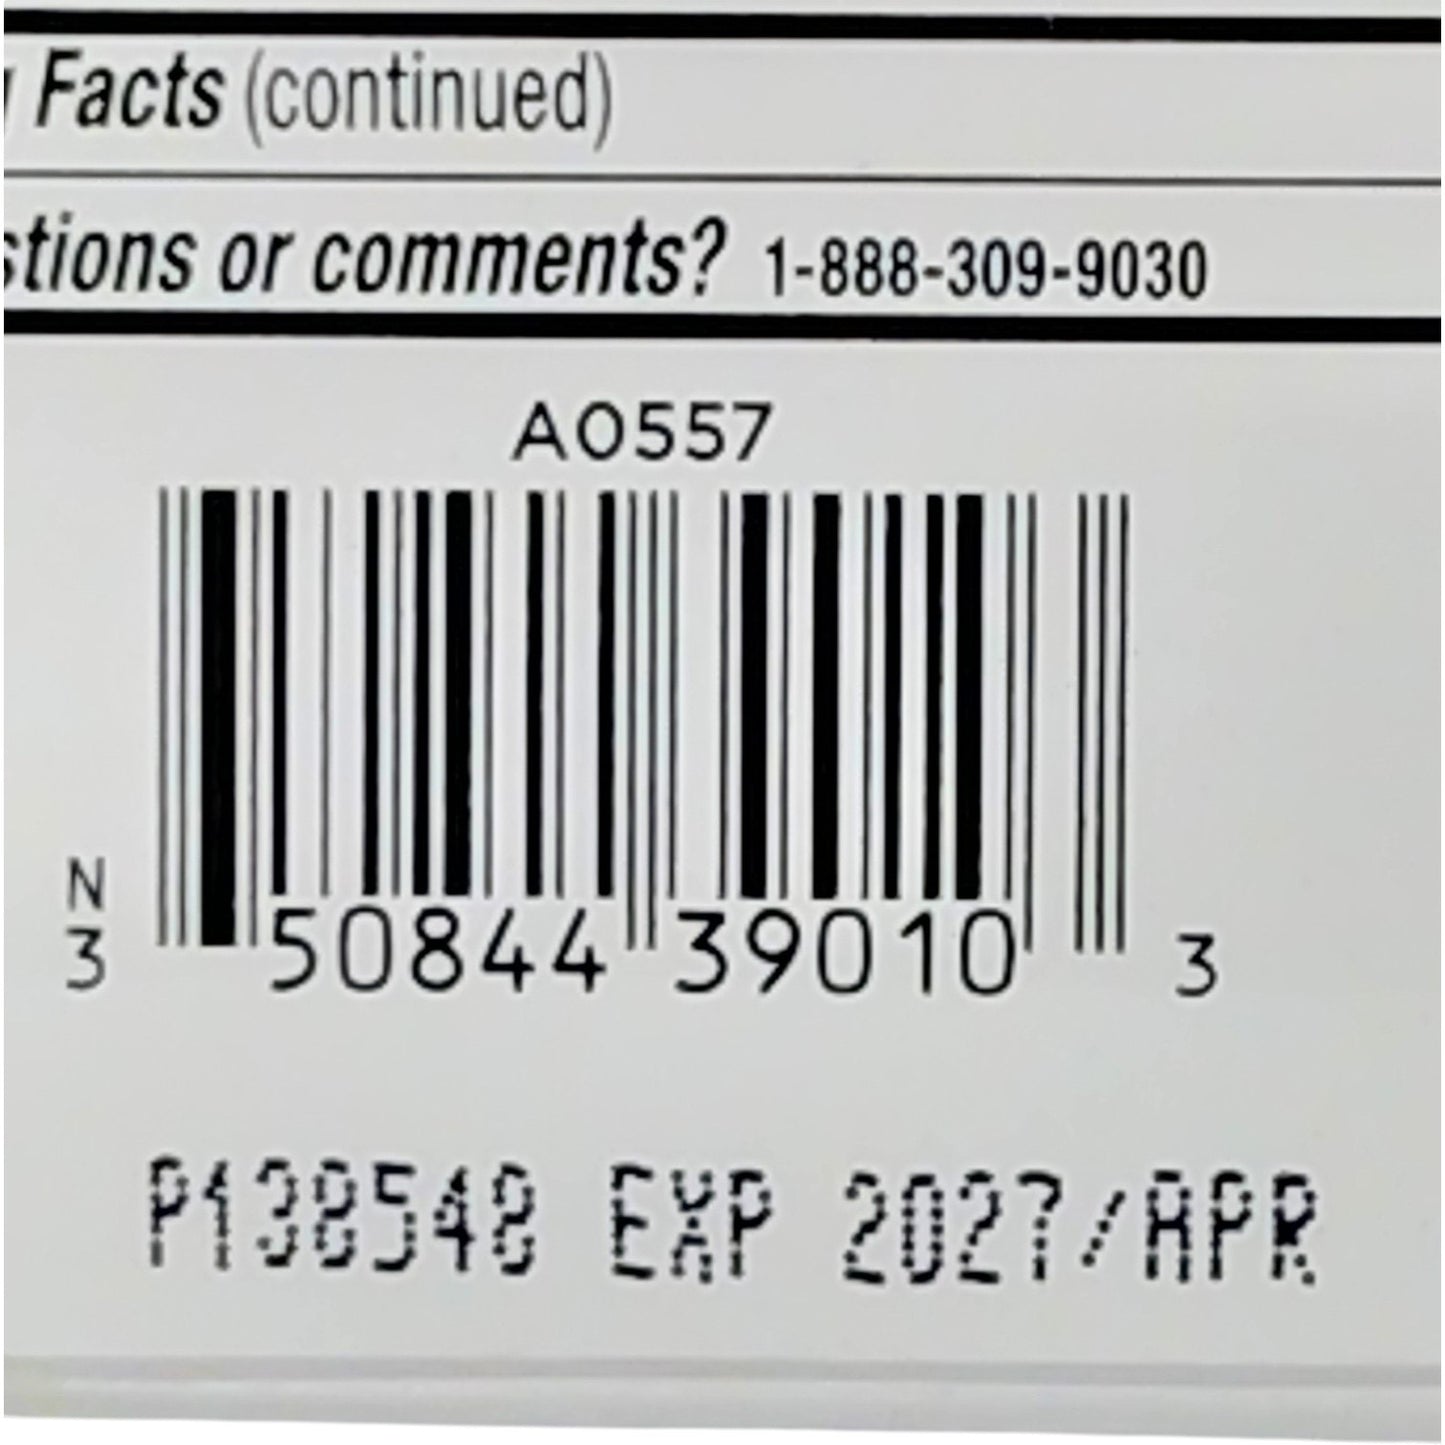 Facts (continued)
stions or comments? 1-888-309-9030
A0557
N
3 50844 39010 3
P138548 EXP 2027/APR